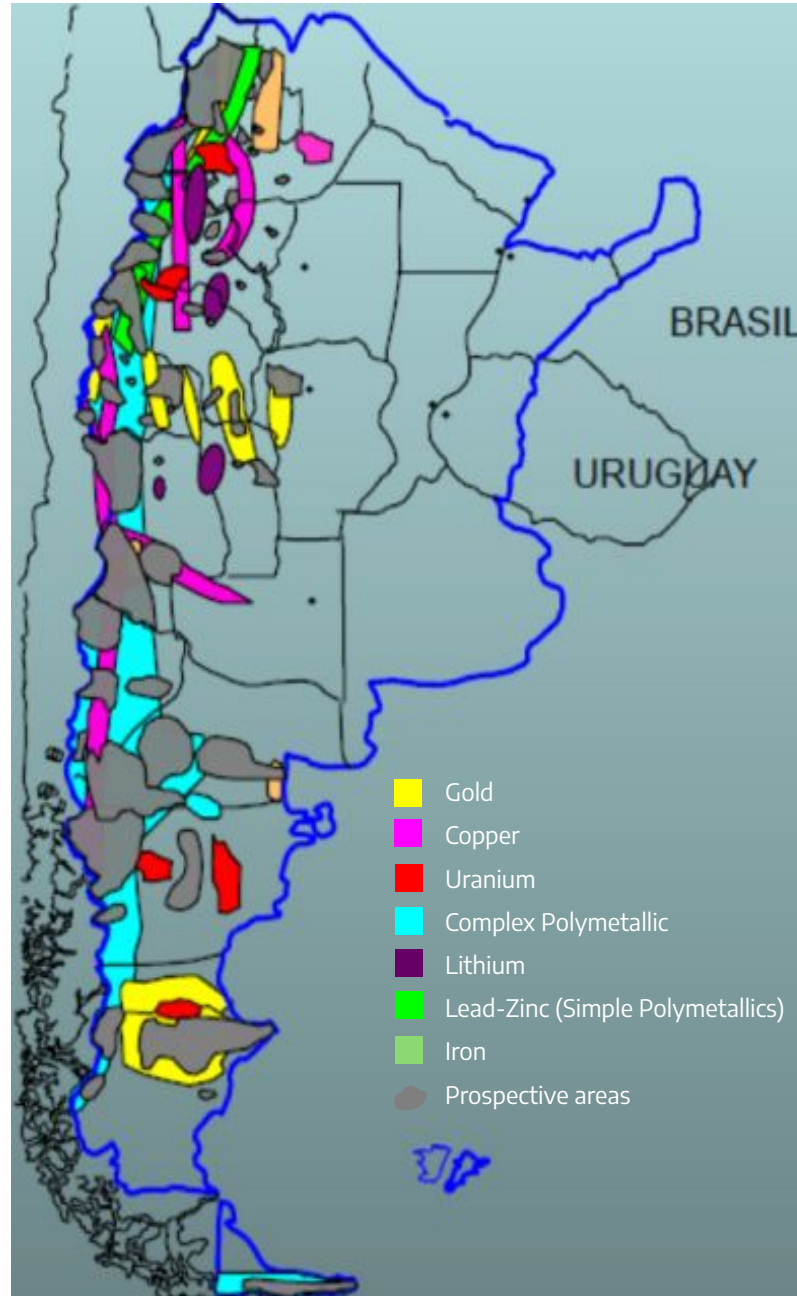 BRASIL
URUGUAY
Gold
Copper
Uranium
Complex Polymetallic
Lithium
Lead-Zinc (Simple Polymetallics)
Iron
Prospective areas